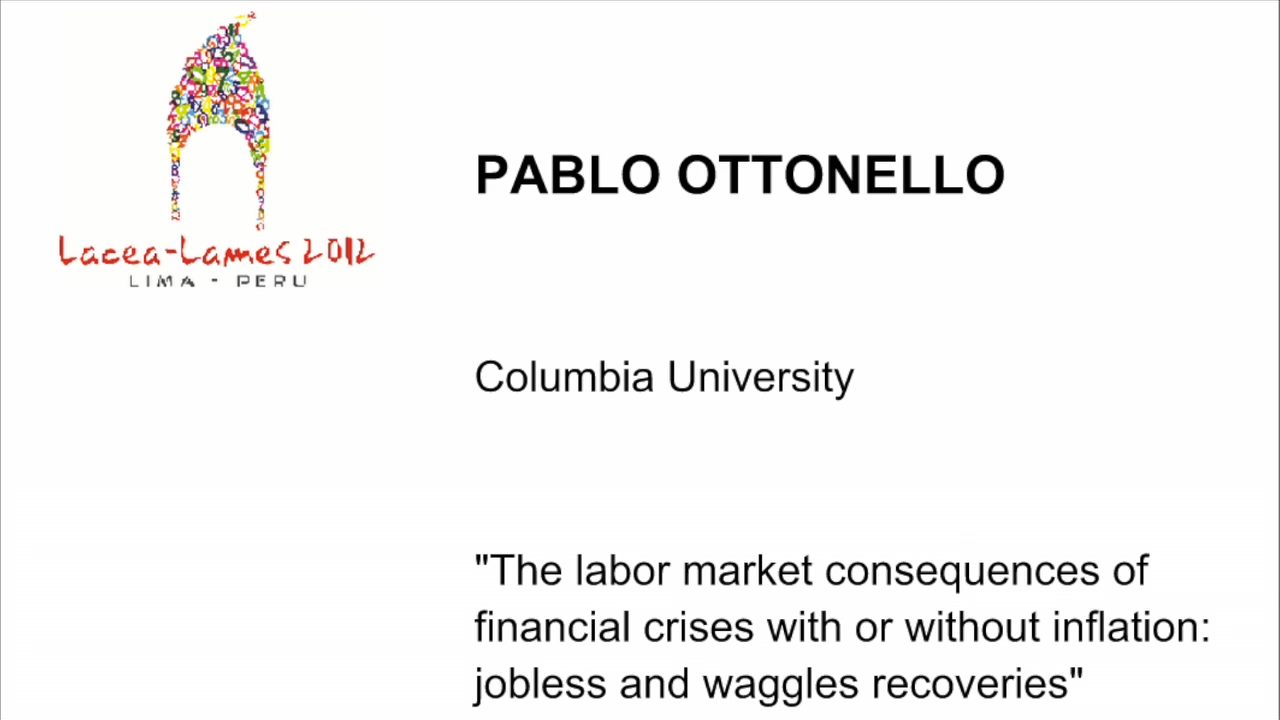 Lacea-Lames 2012
LIMA - PERU
PABLO OTTONELLO
Columbia University
"The labor market consequences of
financial crises with or without inflation:
jobless and waggles recoveries"